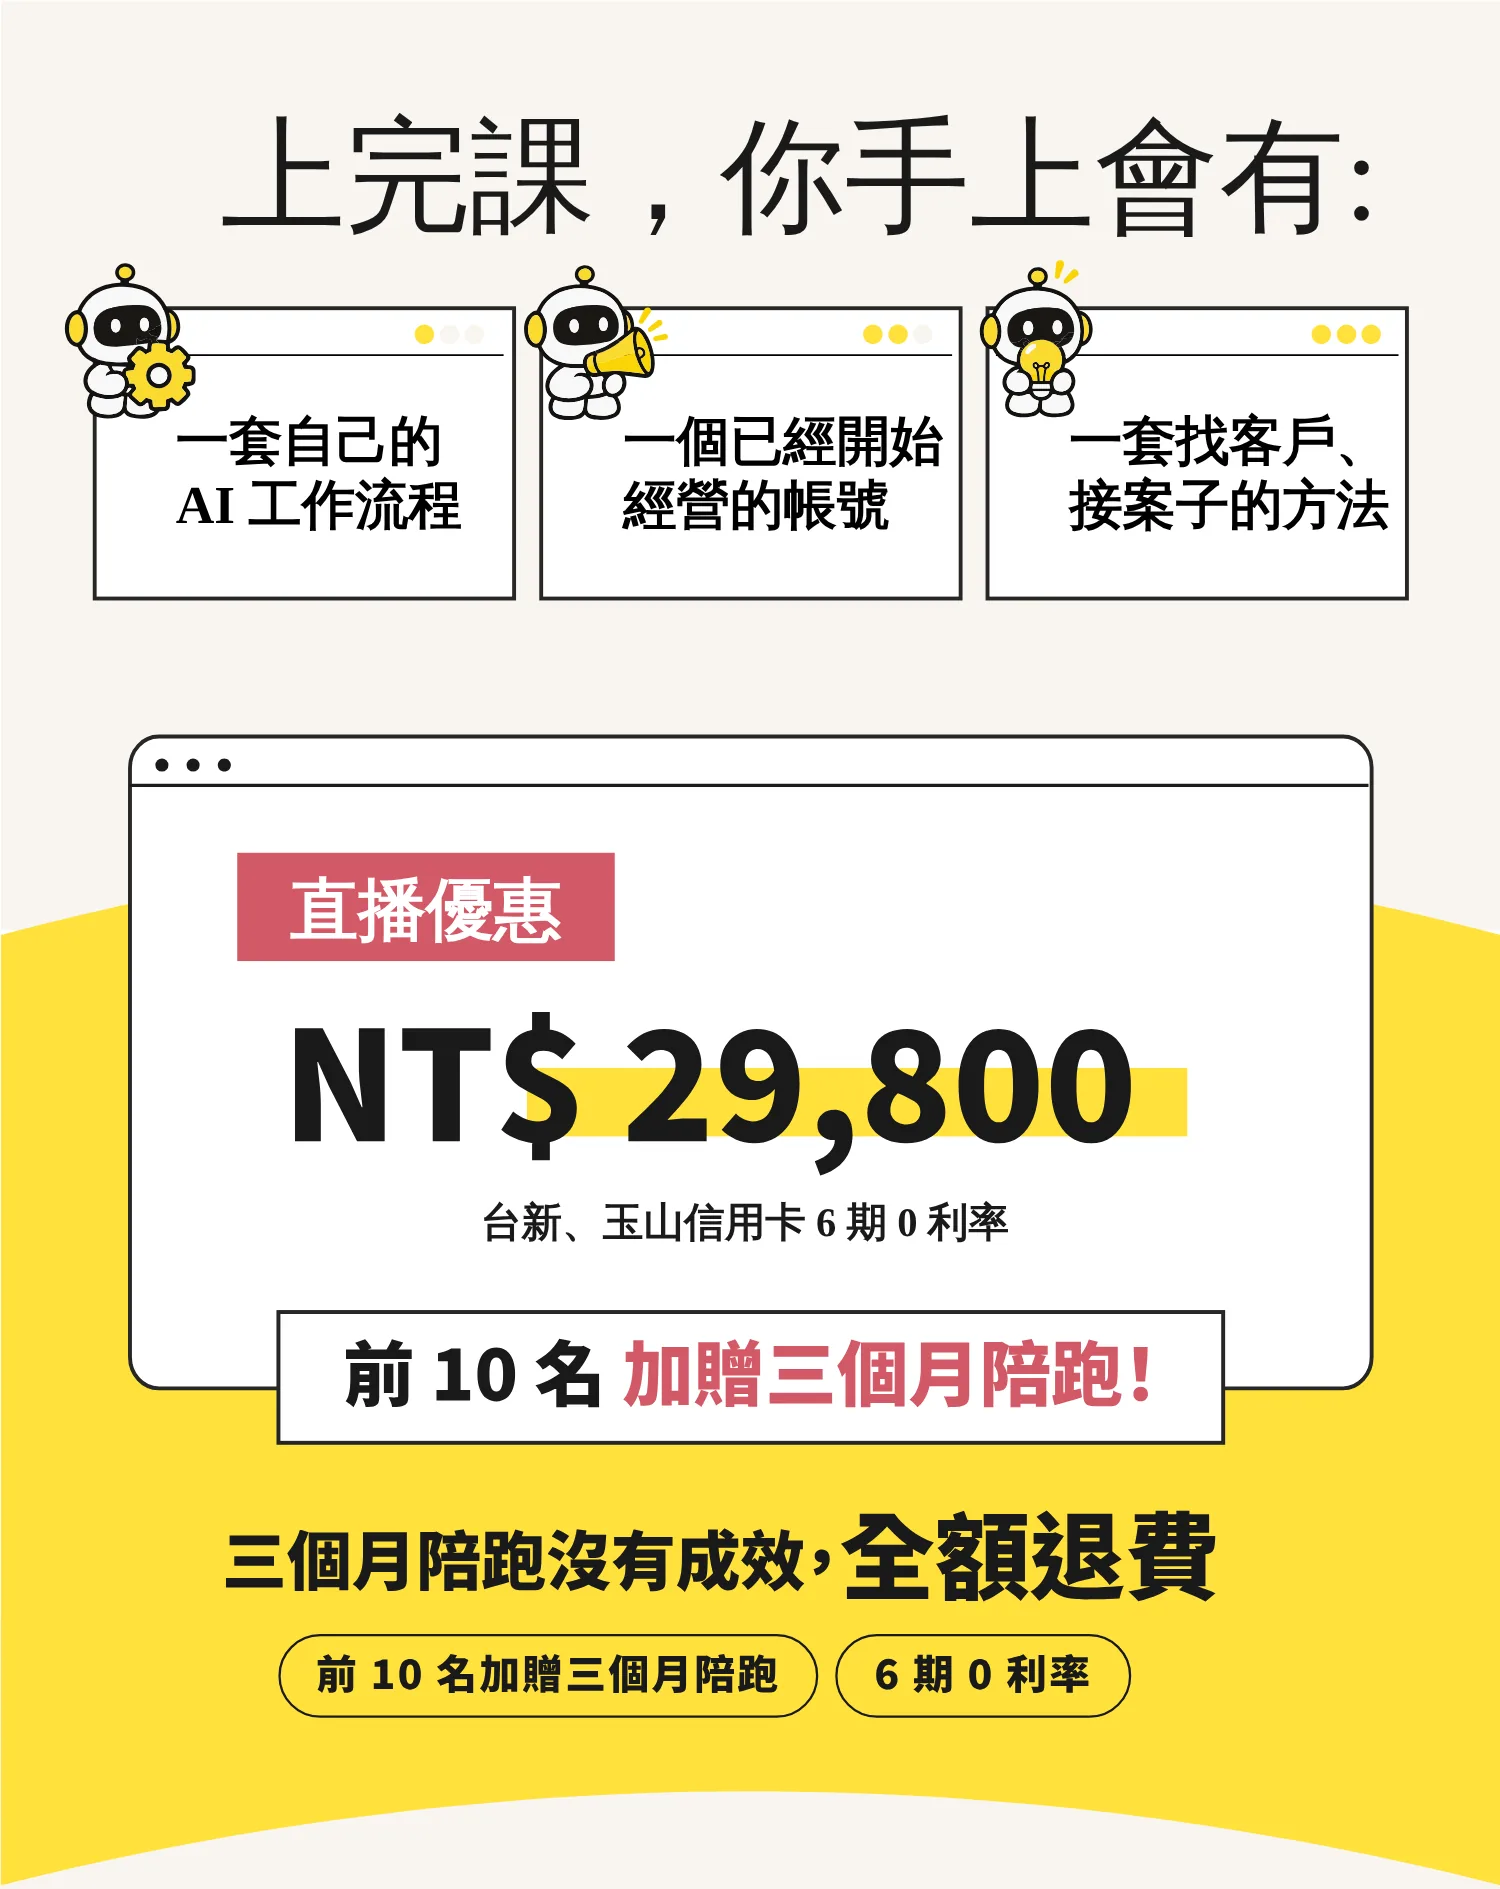 上完課，你手上會有：
一套自己的
AI 工作流程
一個已經開始
經營的帳號
一套找客戶、
接案子的方法
直播優惠
NT$ 29,800
台新、玉山信用卡 6 期 0 利率
前 10 名 加贈三個月陪跑！
三個月陪跑沒有成效，全額退費
前 10 名加贈三個月陪跑
6 期 0 利率